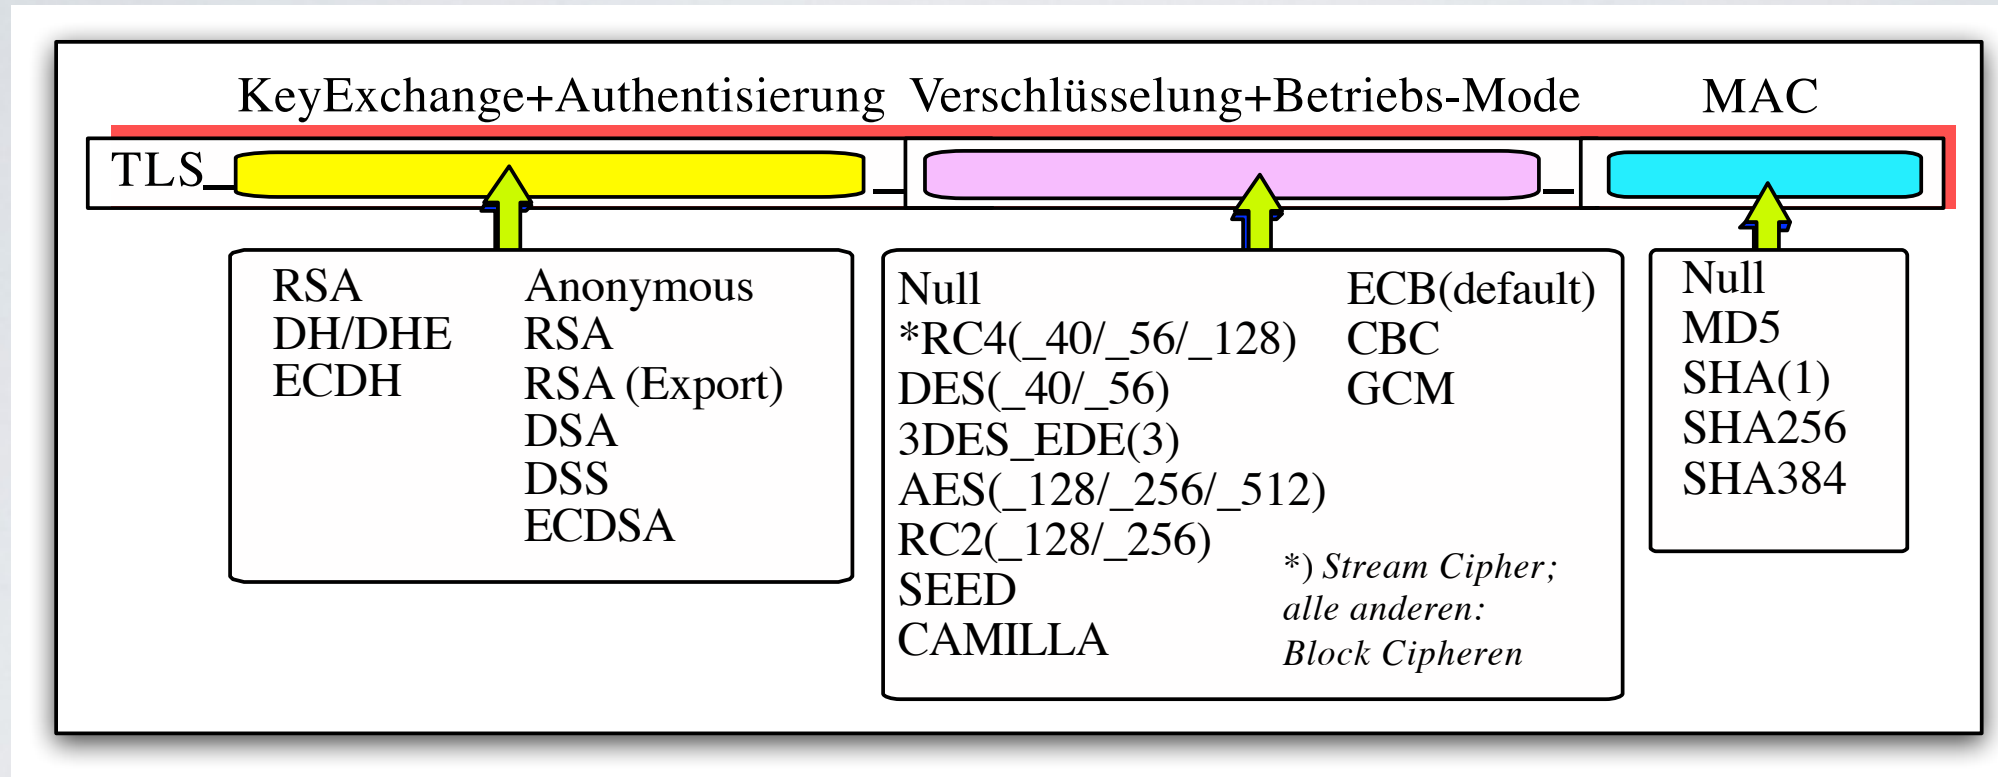 KeyExchange+Authentisierung Verschlüsselung+Betriebs-Mode MAC
TLS_ _ _
RSA
DH/DHE
ECDH
Anonymous
RSA
RSA (Export)
DSA
DSS
ECDSA
Null
*RC4(_40/_56/_128)
DES(_40/_56)
3DES_EDE(3)
AES(_128/_256/_512)
RC2(_128/_256)
SEED
CAMILLA
ECB(default)
CBC
GCM
*) Stream Cipher;
alle anderen:
Block Cipheren
Null
MD5
SHA(1)
SHA256
SHA384